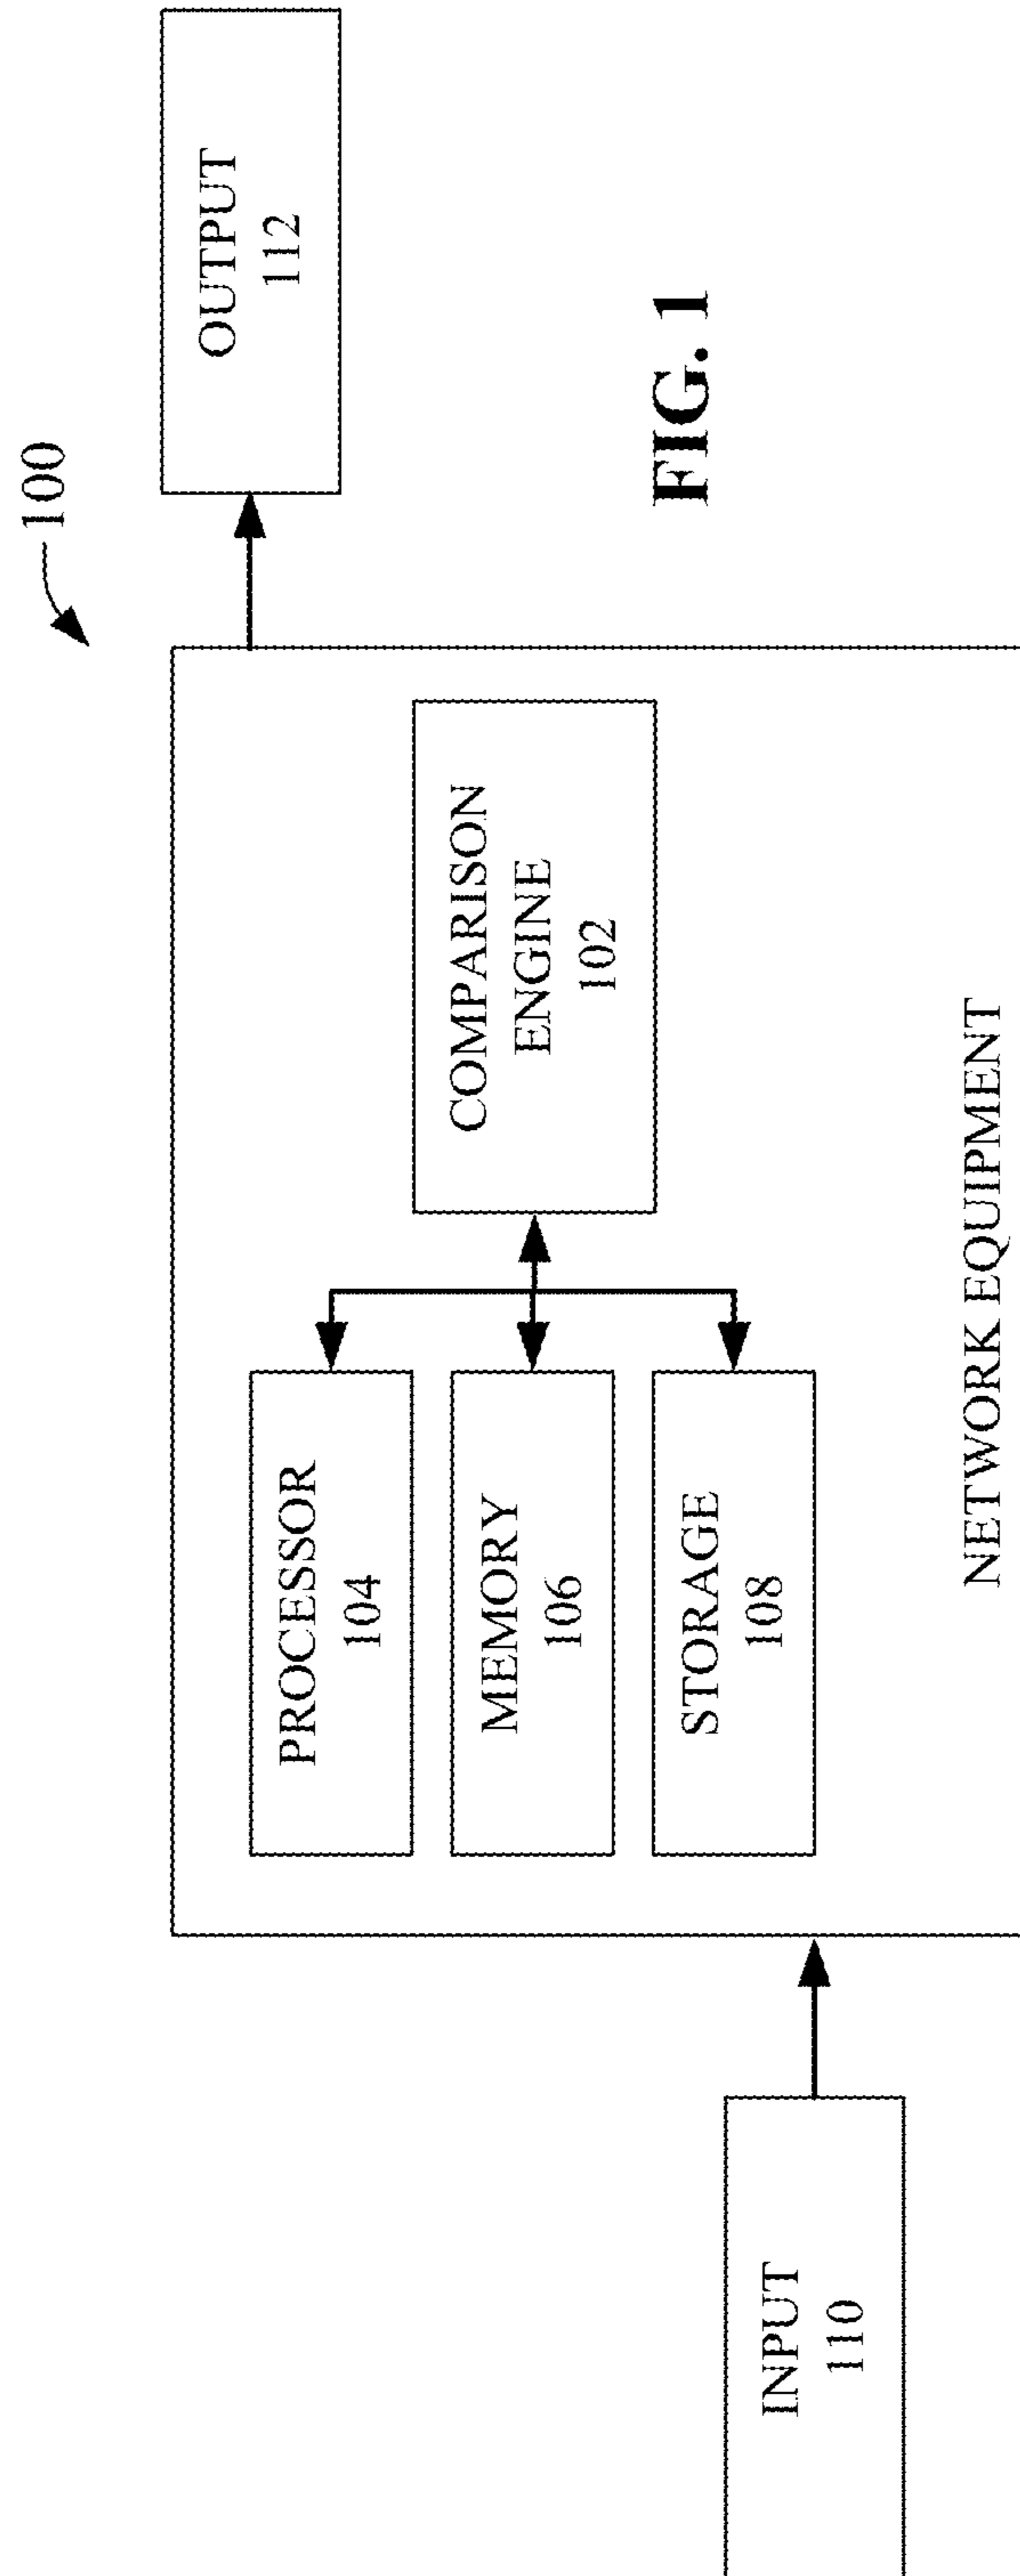 100
PROCESSOR
104
MEMORY
106
STORAGE
108
COMPARISON
ENGINE
102
NETWORK EQUIPMENT
INPUT
110
OUTPUT
112
FIG. 1